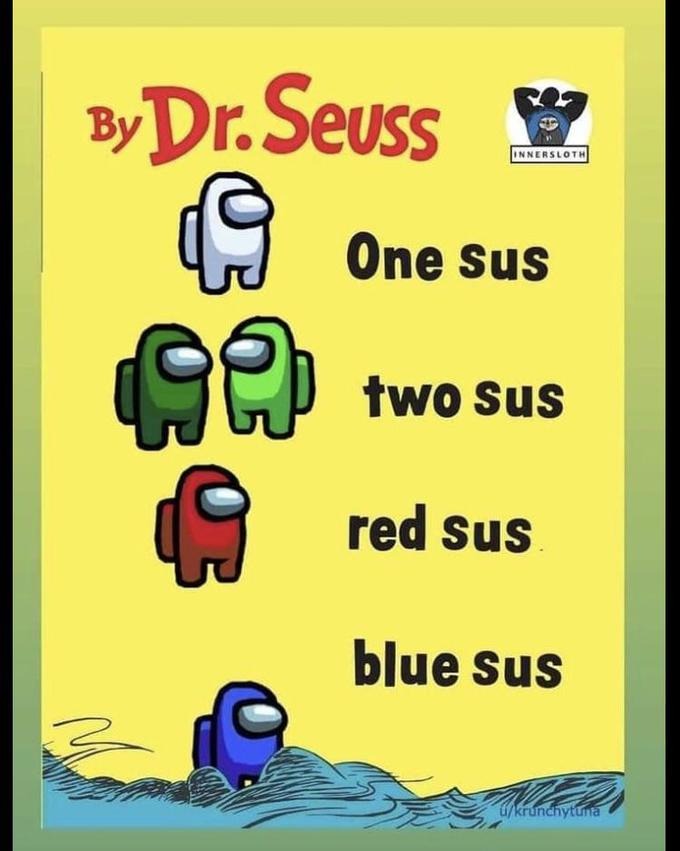 By Dr. Seuss
INNERSLOTH
One sus
two sus
red sus
blue sus
u/krunchytuna